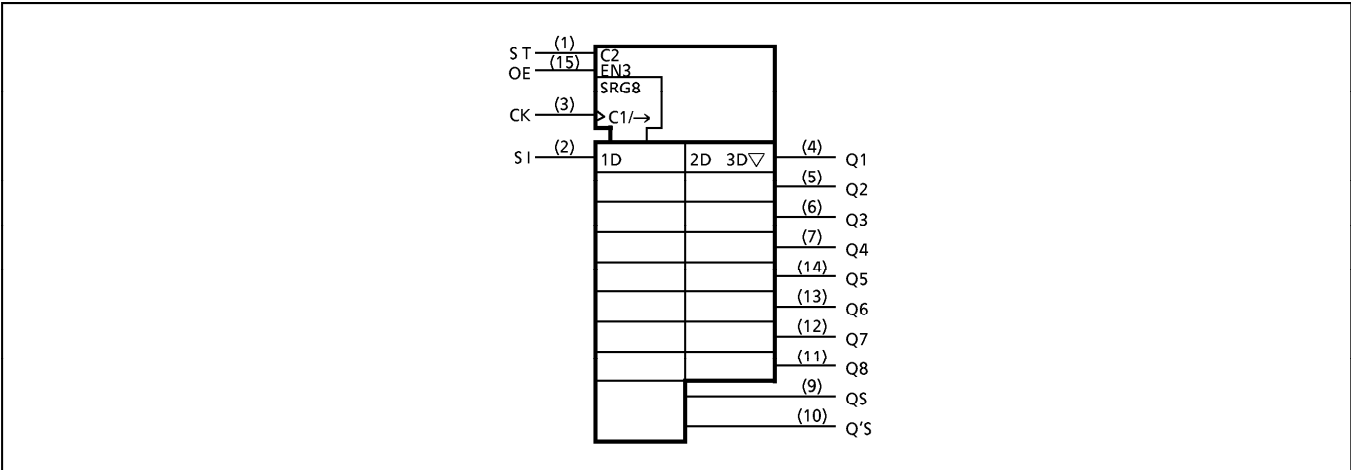 ST (1) C2
OE (15) EN3
SRG8
CK (3) C1/→
SI (2) 1D 2D 3D▽ (4) Q1
(5) Q2
(6) Q3
(7) Q4
(14) Q5
(13) Q6
(12) Q7
(11) Q8
(9) QS
(10) Q'S